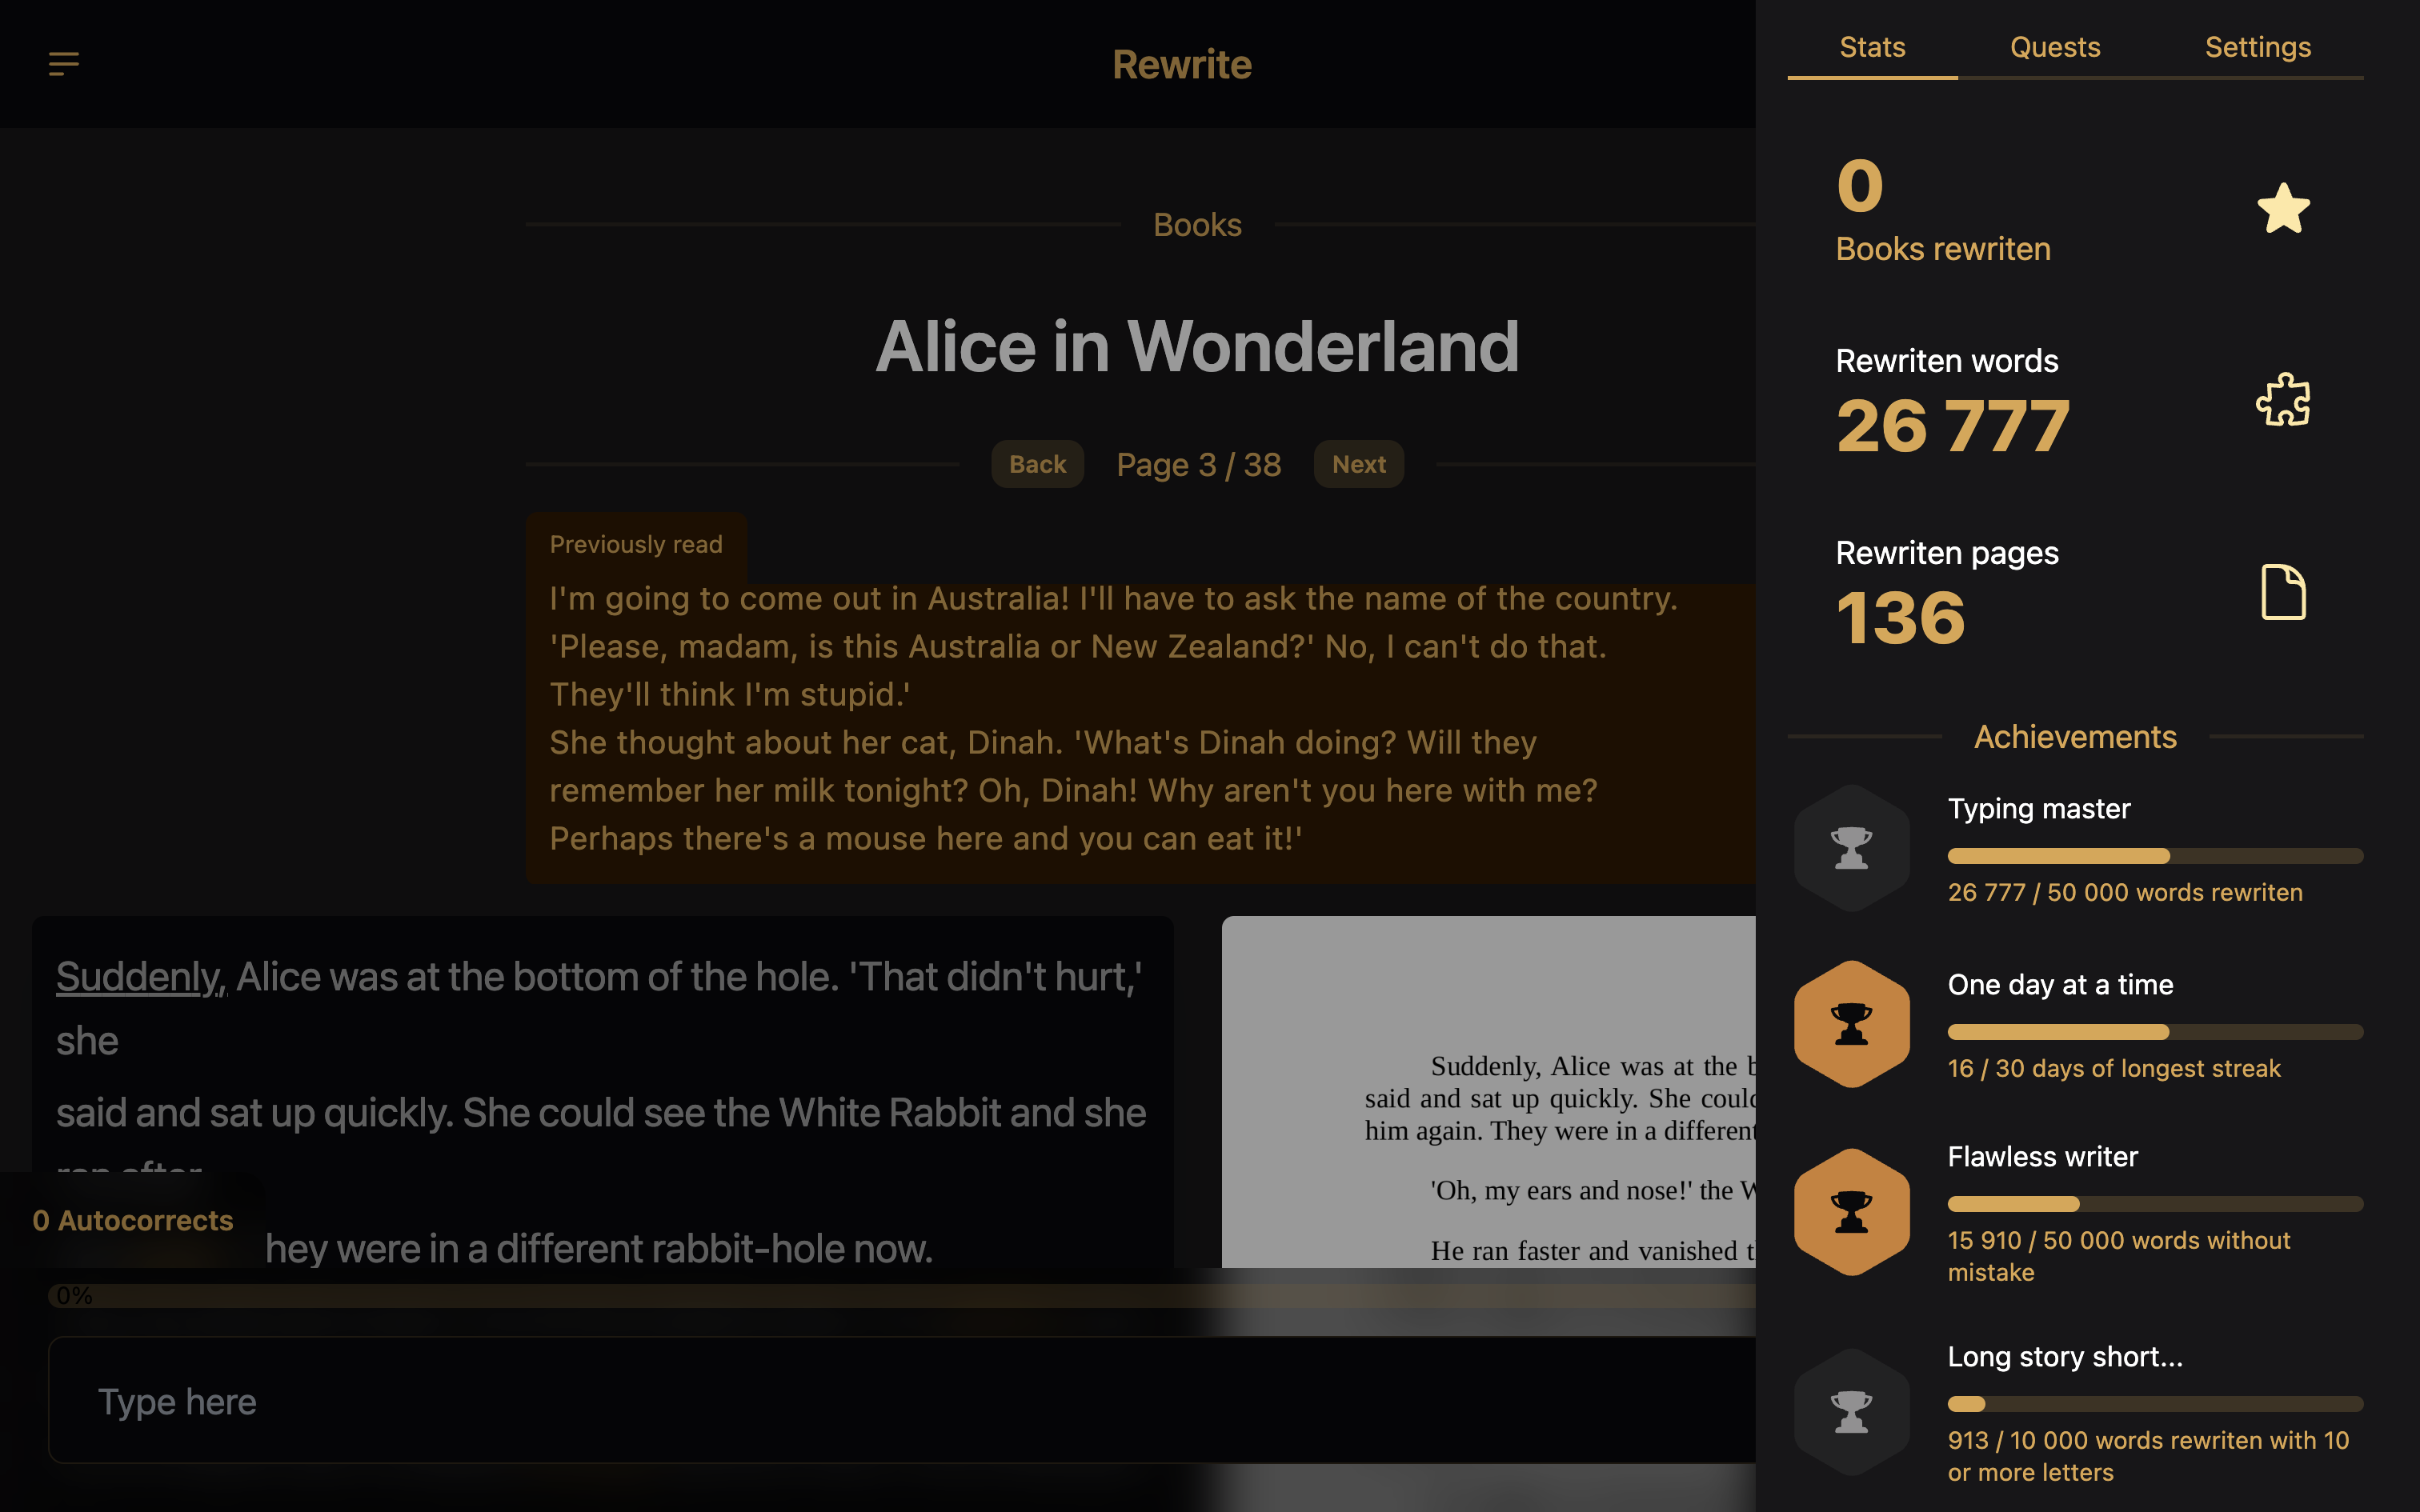 Rewrite
Books
Alice in Wonderland
Back
Page 3 / 38
Next
Previously read
I'm going to come out in Australia! I'll have to ask the name of the country.
'Please, madam, is this Australia or New Zealand?' No, I can't do that.
They'll think I'm stupid.'
She thought about her cat, Dinah. 'What's Dinah doing? Will they
remember her milk tonight? Oh, Dinah! Why aren't you here with me?
Perhaps there's a mouse here and you can eat it!'
Suddenly, Alice was at the bottom of the hole. 'That didn't hurt,'
she
said and sat up quickly. She could see the White Rabbit and she
ran after
hey were in a different rabbit-hole now.
0 Autocorrects
0%
Type here
Suddenly, Alice was at the
said and sat up quickly. She
him again. They were in a different
'Oh, my ears and nose!' the
He ran faster and vanished
Stats
Quests
Settings
0
Books rewriten
Rewriten words
26 777
Rewriten pages
136
Achievements
Typing master
26 777 / 50 000 words rewriten
One day at a time
16 / 30 days of longest streak
Flawless writer
15 910 / 50 000 words without
mistake
Long story short...
913 / 10 000 words rewriten with 10
or more letters